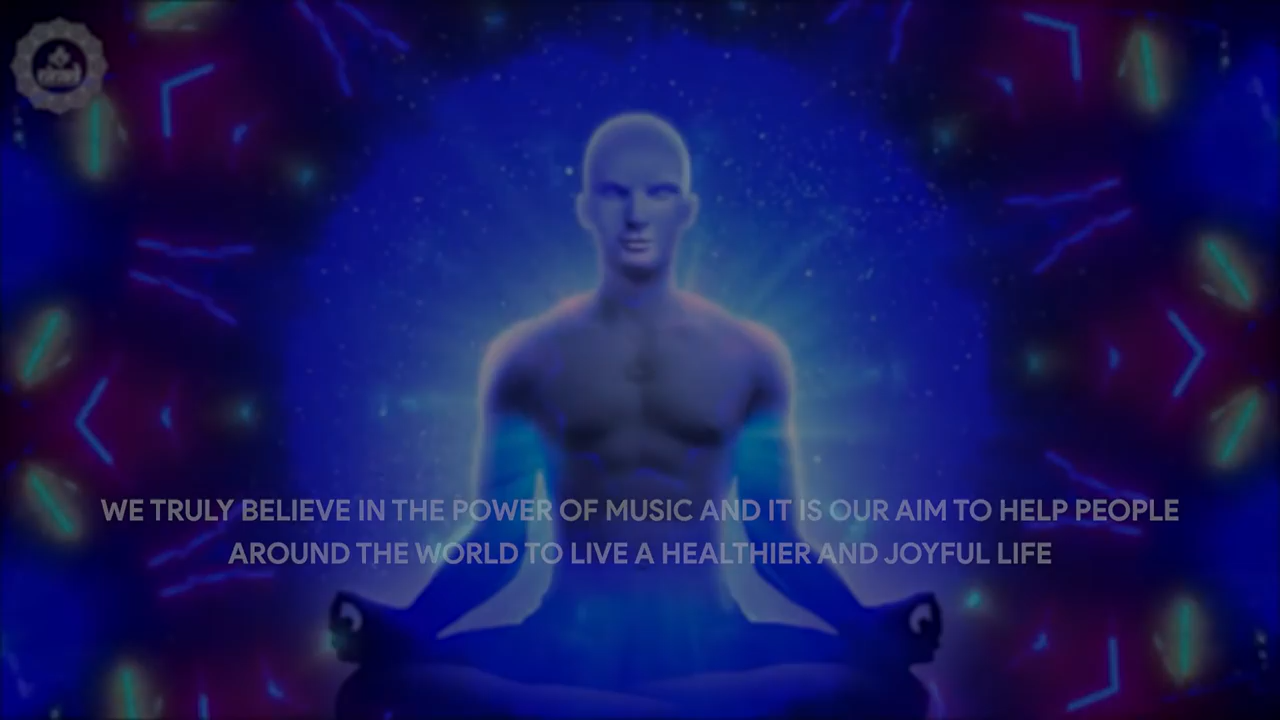 WE TRULY BELIEVE IN THE POWER OF MUSIC AND IT IS OUR AIM TO HELP PEOPLE
AROUND THE WORLD TO LIVE A HEALTHIER AND JOYFUL LIFE